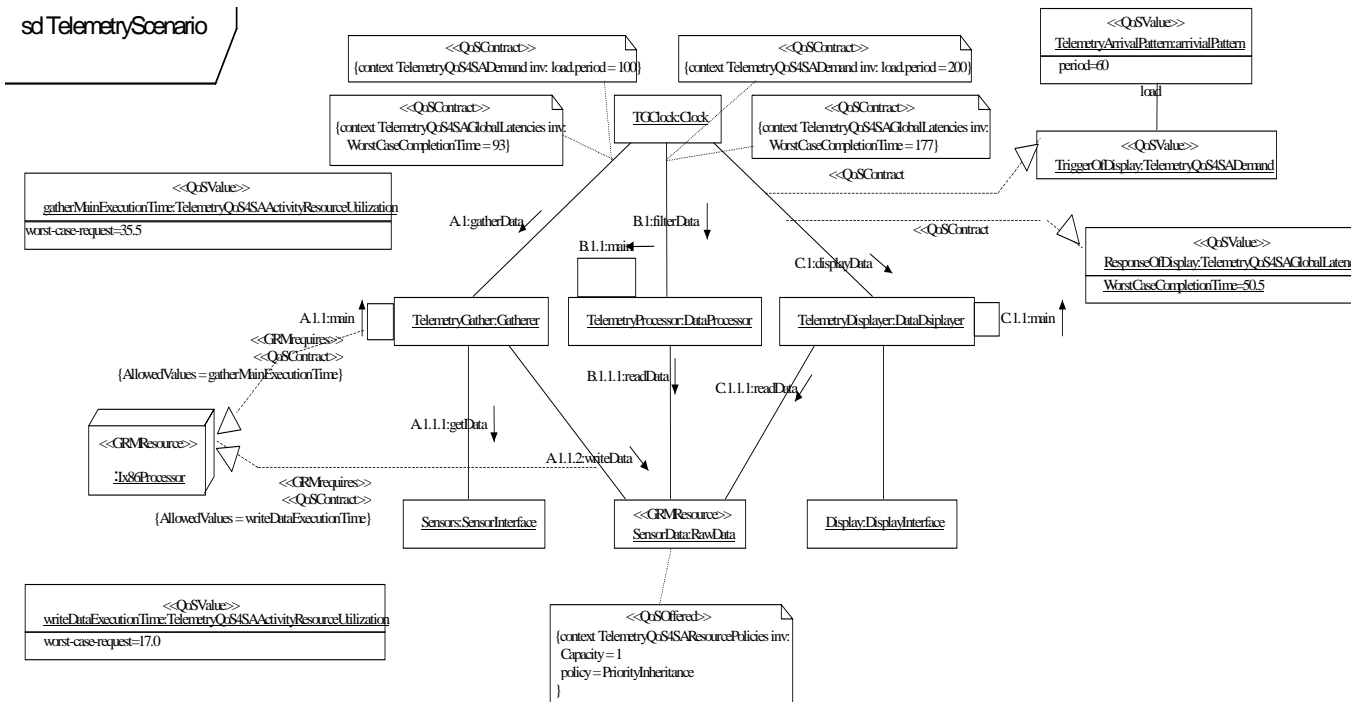 sd TelemetryScenario
<<QoSContract>>
{context TelemetryQoS4SADemand inv: load.period = 100}
<<QoSContract>>
{context TelemetryQoS4SADemand inv: load.period = 200}
<<QoSValue>>
TelemetryArrivalPattern:arrivialPattern
period=60
load
<<QoSContract>>
{context TelemetryQoS4SAGlobalLatencies inv:
WorstCaseCompletionTime = 93}
TGClock:Clock
<<QoSContract>>
{context TelemetryQoS4SAGlobalLatencies inv:
WorstCaseCompletionTime = 177}
<<QoSValue>>
TriggerOfDisplay:TelemetryQoS4SADemand
<<QoSContract>>
<<QoSValue>>
gatherMainExecutionTime:TelemetryQoS4SAActivityResourceUtilization
worst-case-request=35.5
A.1:gatherData
B.1:filterData
<<QoSContract>>
B.1.1:main
C.1:displayData
<<QoSValue>>
ResponseOfDisplay:TelemetryQoS4SAGlobalLatenc
WorstCaseCompletionTime=50.5
A.1.1:main
TelemetryGather:Gatherer
TelemetryProcessor:DataProcessor
TelemetryDisplayer:DataDsiplayer
C.1.1:main
<<GRMrequires>>
<<QoSContract>>
{AllowedValues = gatherMainExecutionTime}
B.1.1.1:readData
C.1.1.1:readData
A.1.1.1:getData
<<GRMResource>>
:Ix86Processor
A.1.1.2:writeData
<<GRMrequires>>
<<QoSContract>>
{AllowedValues = writeDataExecutionTime}
Sensors:SensorInterface
<<GRMResource>>
SensorData:RawData
Display:DisplayInterface
<<QoSValue>>
writeDataExecutionTime:TelemetryQoS4SAActivityResourceUtilization
worst-case-request=17.0
<<QoSOffered>>
{context TelemetryQoS4SAResourcePolicies inv:
Capacity = 1
policy = PriorityInheritance
}